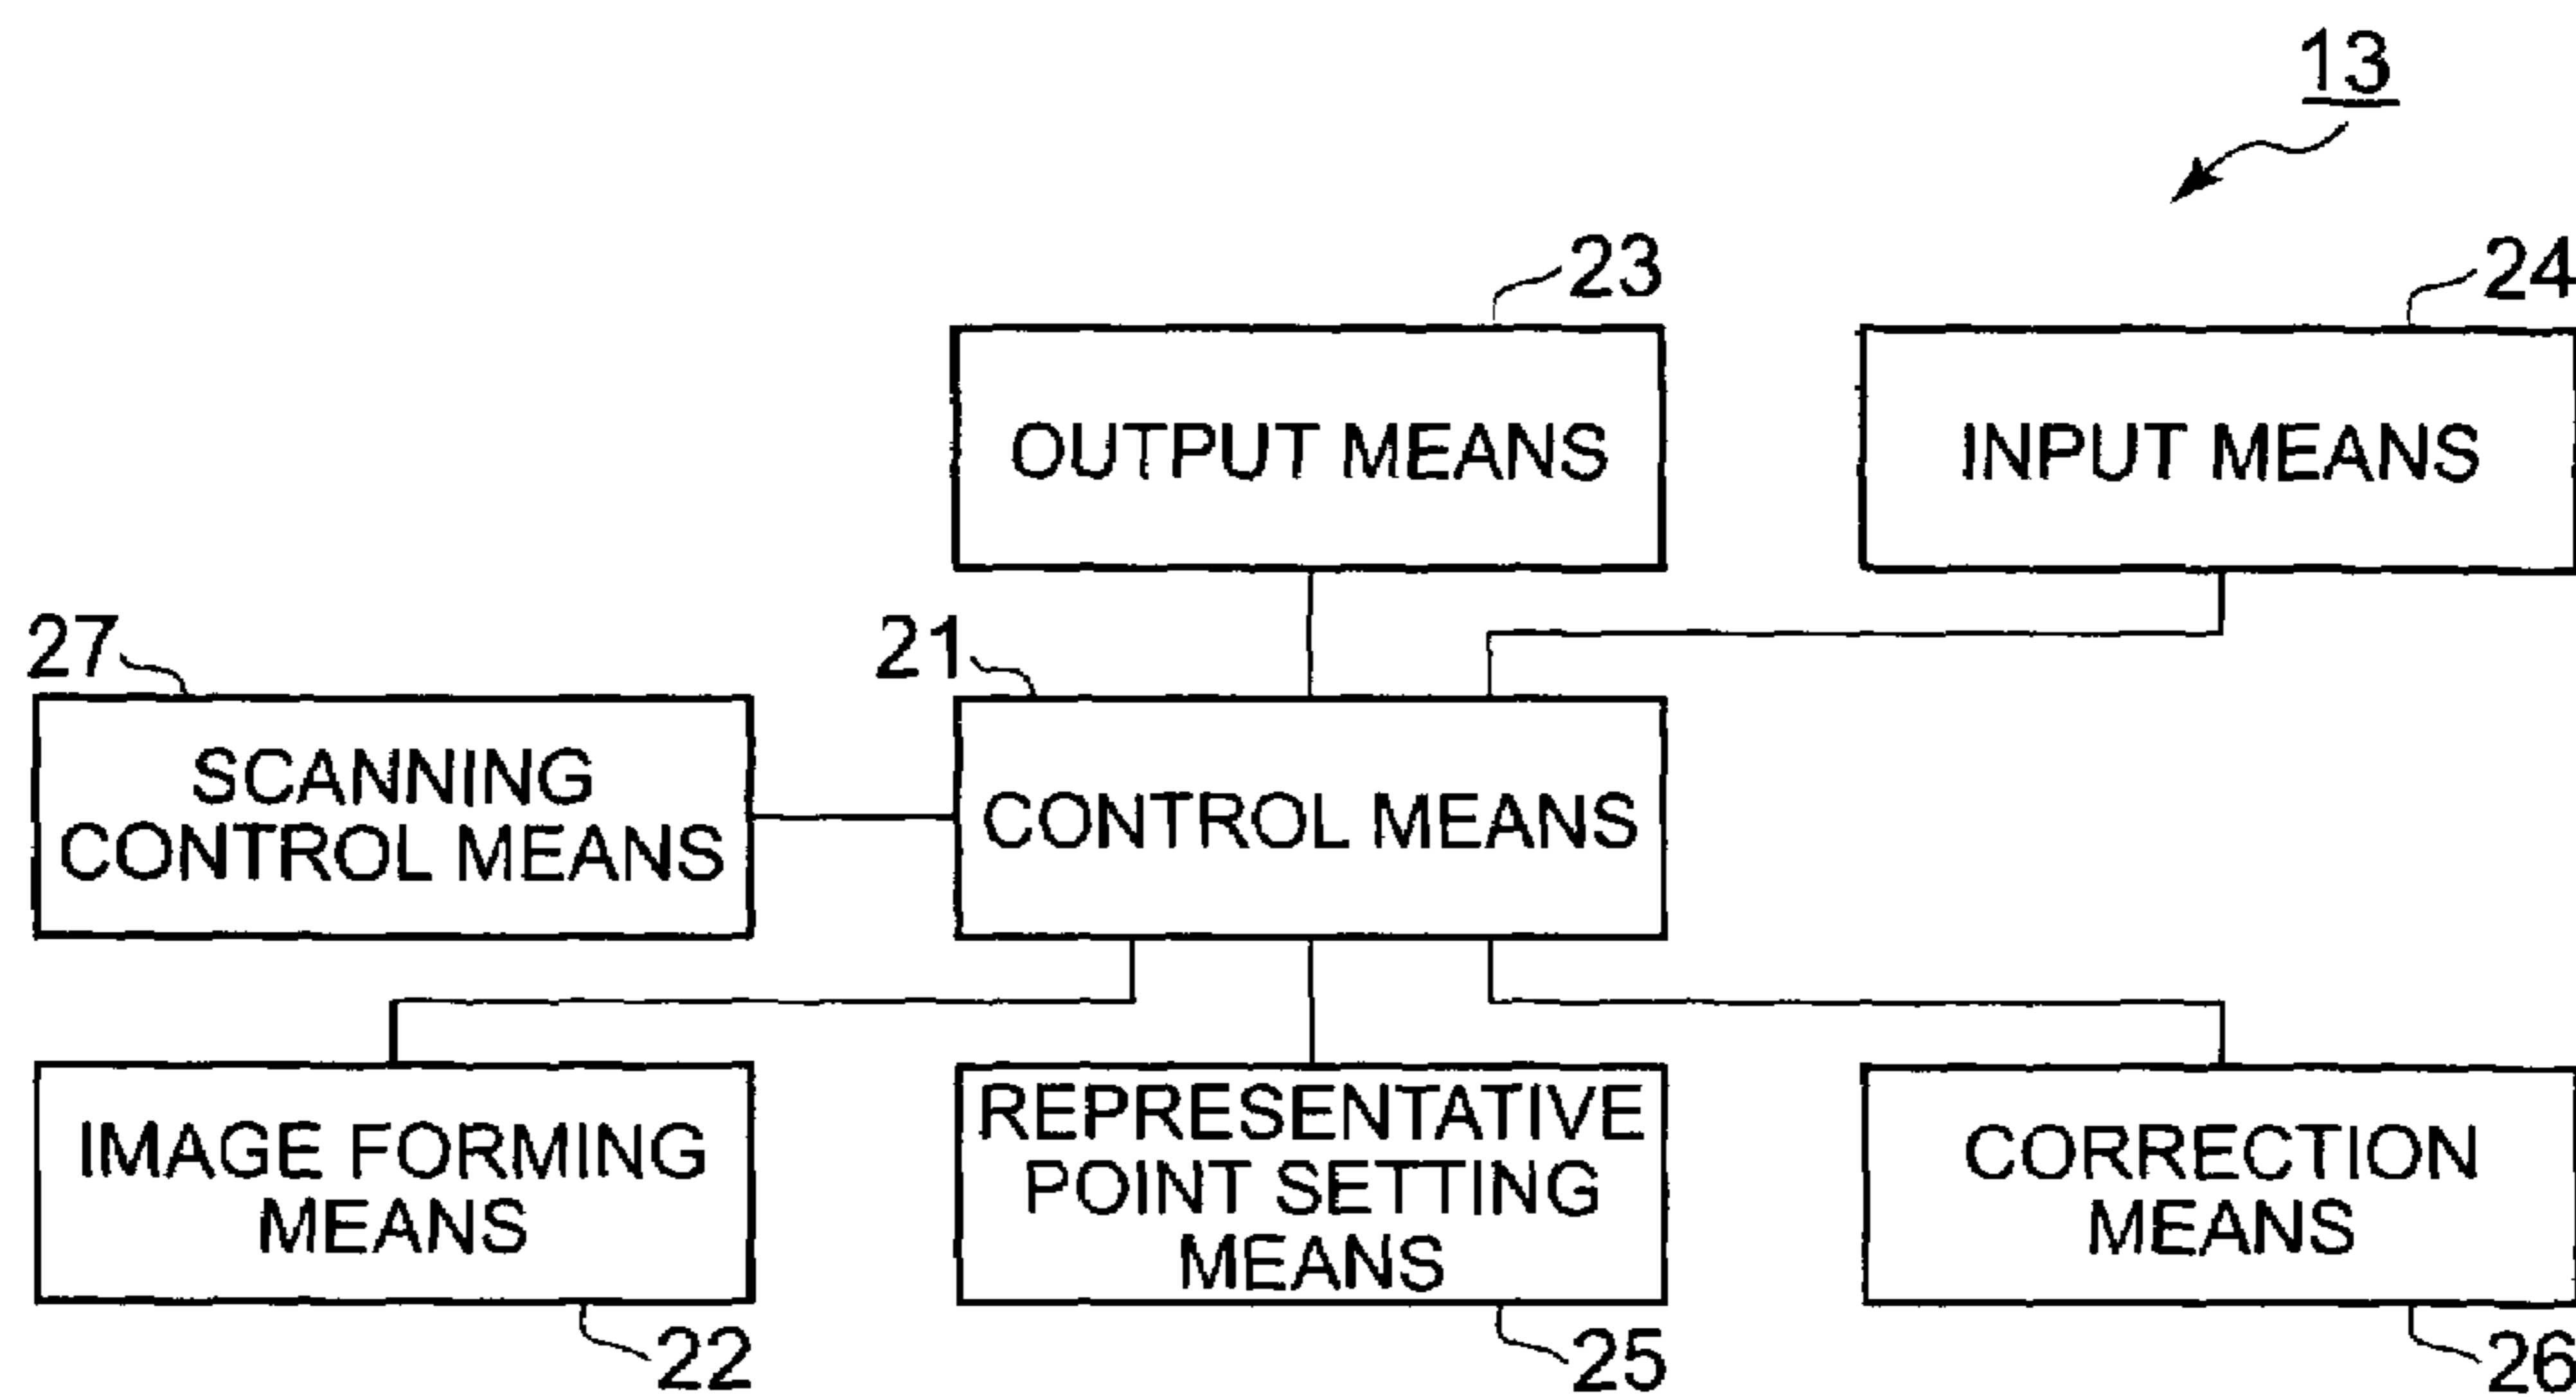 13
23
24
OUTPUT MEANS
INPUT MEANS
27
21
SCANNING
CONTROL MEANS
CONTROL MEANS
IMAGE FORMING
MEANS
REPRESENTATIVE
POINT SETTING
MEANS
CORRECTION
MEANS
22
25
26